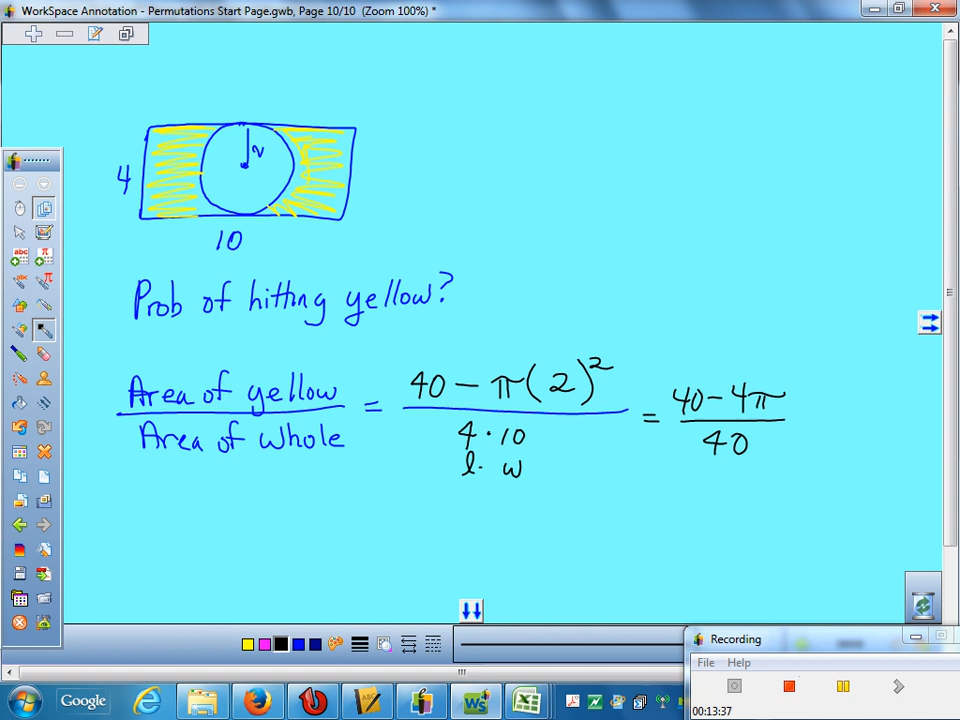 WorkSpace Annotation - Permutations Start Page.gwb, Page 10/10 (Zoom 100%) *
2
4
10
Prob of hitting yellow?
Area of yellow
Area of whole
=
40 - π(2)²
4 · 10
l · w
=
40 - 4π
40
Recording
File Help
00:13:37
Google